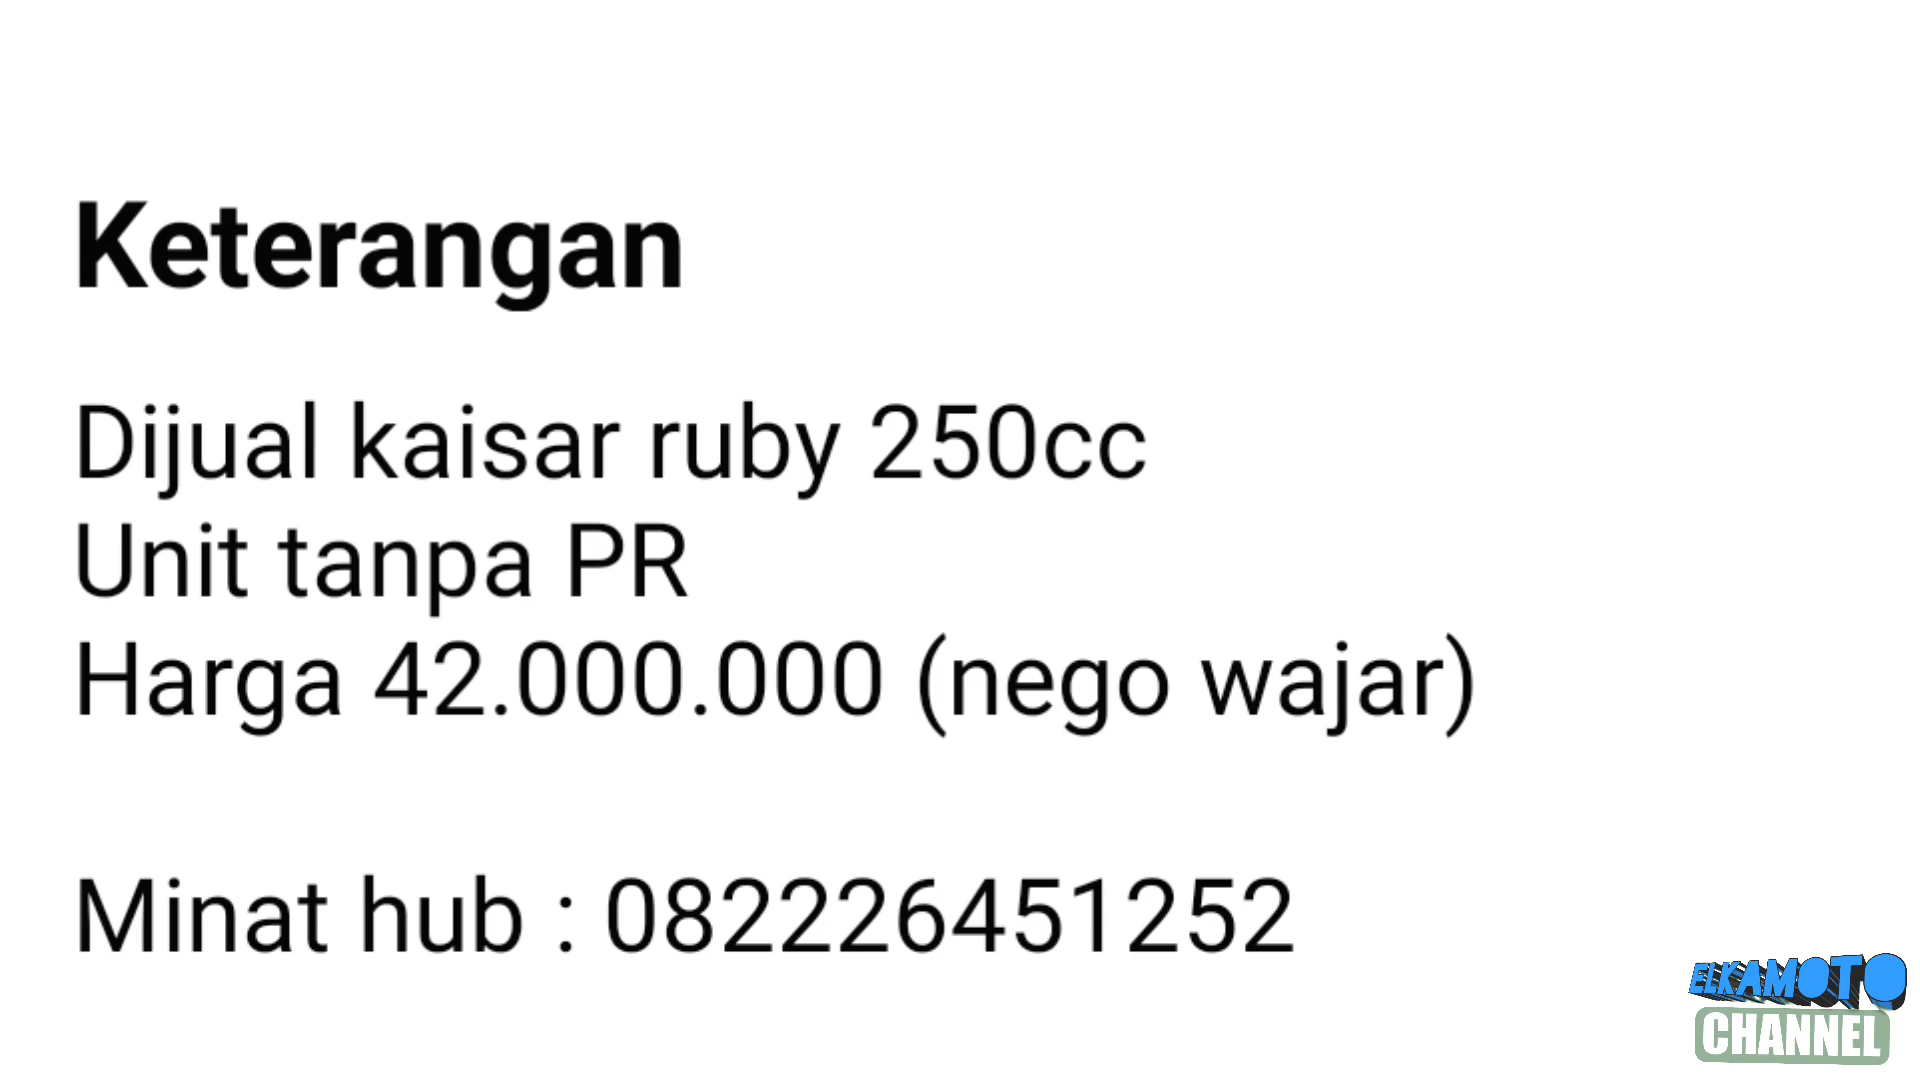 Keterangan
Dijual kaisar ruby 250cc
Unit tanpa PR
Harga 42.000.000 (nego wajar)
Minat hub : 082226451252
ELKAMOTO
CHANNEL